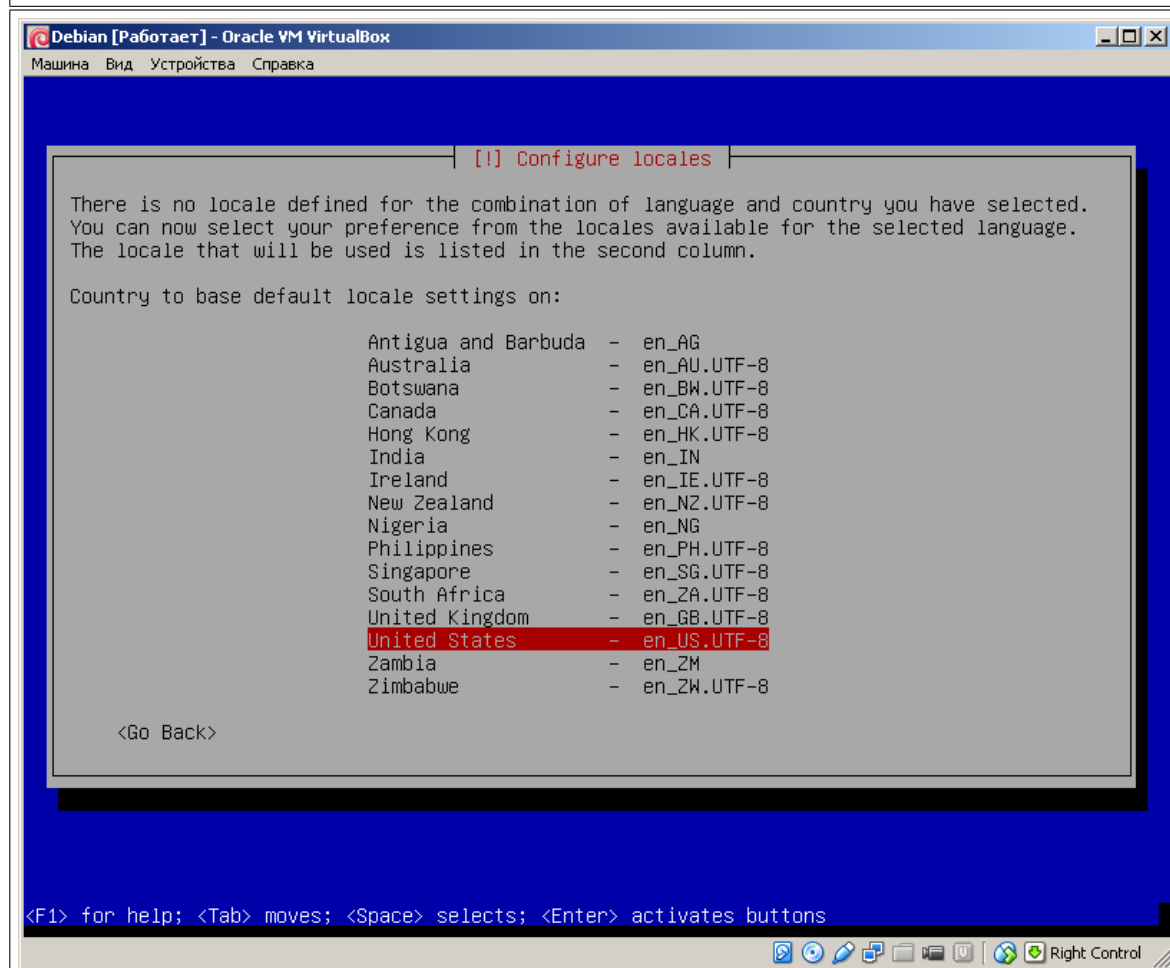 Debian [Работает] - Oracle VM VirtualBox
Машина Вид Устройства Справка
[!] Configure locales
There is no locale defined for the combination of language and country you have selected.
You can now select your preference from the locales available for the selected language.
The locale that will be used is listed in the second column.
Country to base default locale settings on:
Antigua and Barbuda - en_AG
Australia - en_AU.UTF-8
Botswana - en_BW.UTF-8
Canada - en_CA.UTF-8
Hong Kong - en_HK.UTF-8
India - en_IN
Ireland - en_IE.UTF-8
New Zealand - en_NZ.UTF-8
Nigeria - en_NG
Philippines - en_PH.UTF-8
Singapore - en_SG.UTF-8
South Africa - en_ZA.UTF-8
United Kingdom - en_GB.UTF-8
United States - en_US.UTF-8
Zambia - en_ZM
Zimbabwe - en_ZW.UTF-8
<Go Back>
<F1> for help; <Tab> moves; <Space> selects; <Enter> activates buttons
Right Control